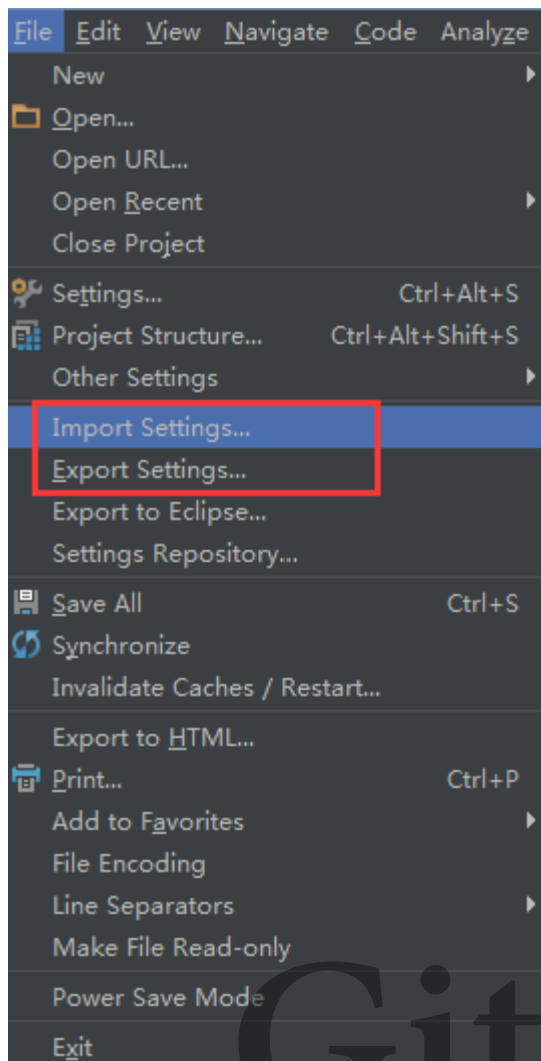 File Edit View Navigate Code Analyze
New
Open...
Open URL...
Open Recent
Close Project
Settings... Ctrl+Alt+S
Project Structure... Ctrl+Alt+Shift+S
Other Settings
Import Settings...
Export Settings...
Export to Eclipse...
Settings Repository...
Save All Ctrl+S
Synchronize
Invalidate Caches / Restart...
Export to HTML...
Print... Ctrl+P
Add to Favorites
File Encoding
Line Separators
Make File Read-only
Power Save Mode
Exit
Git